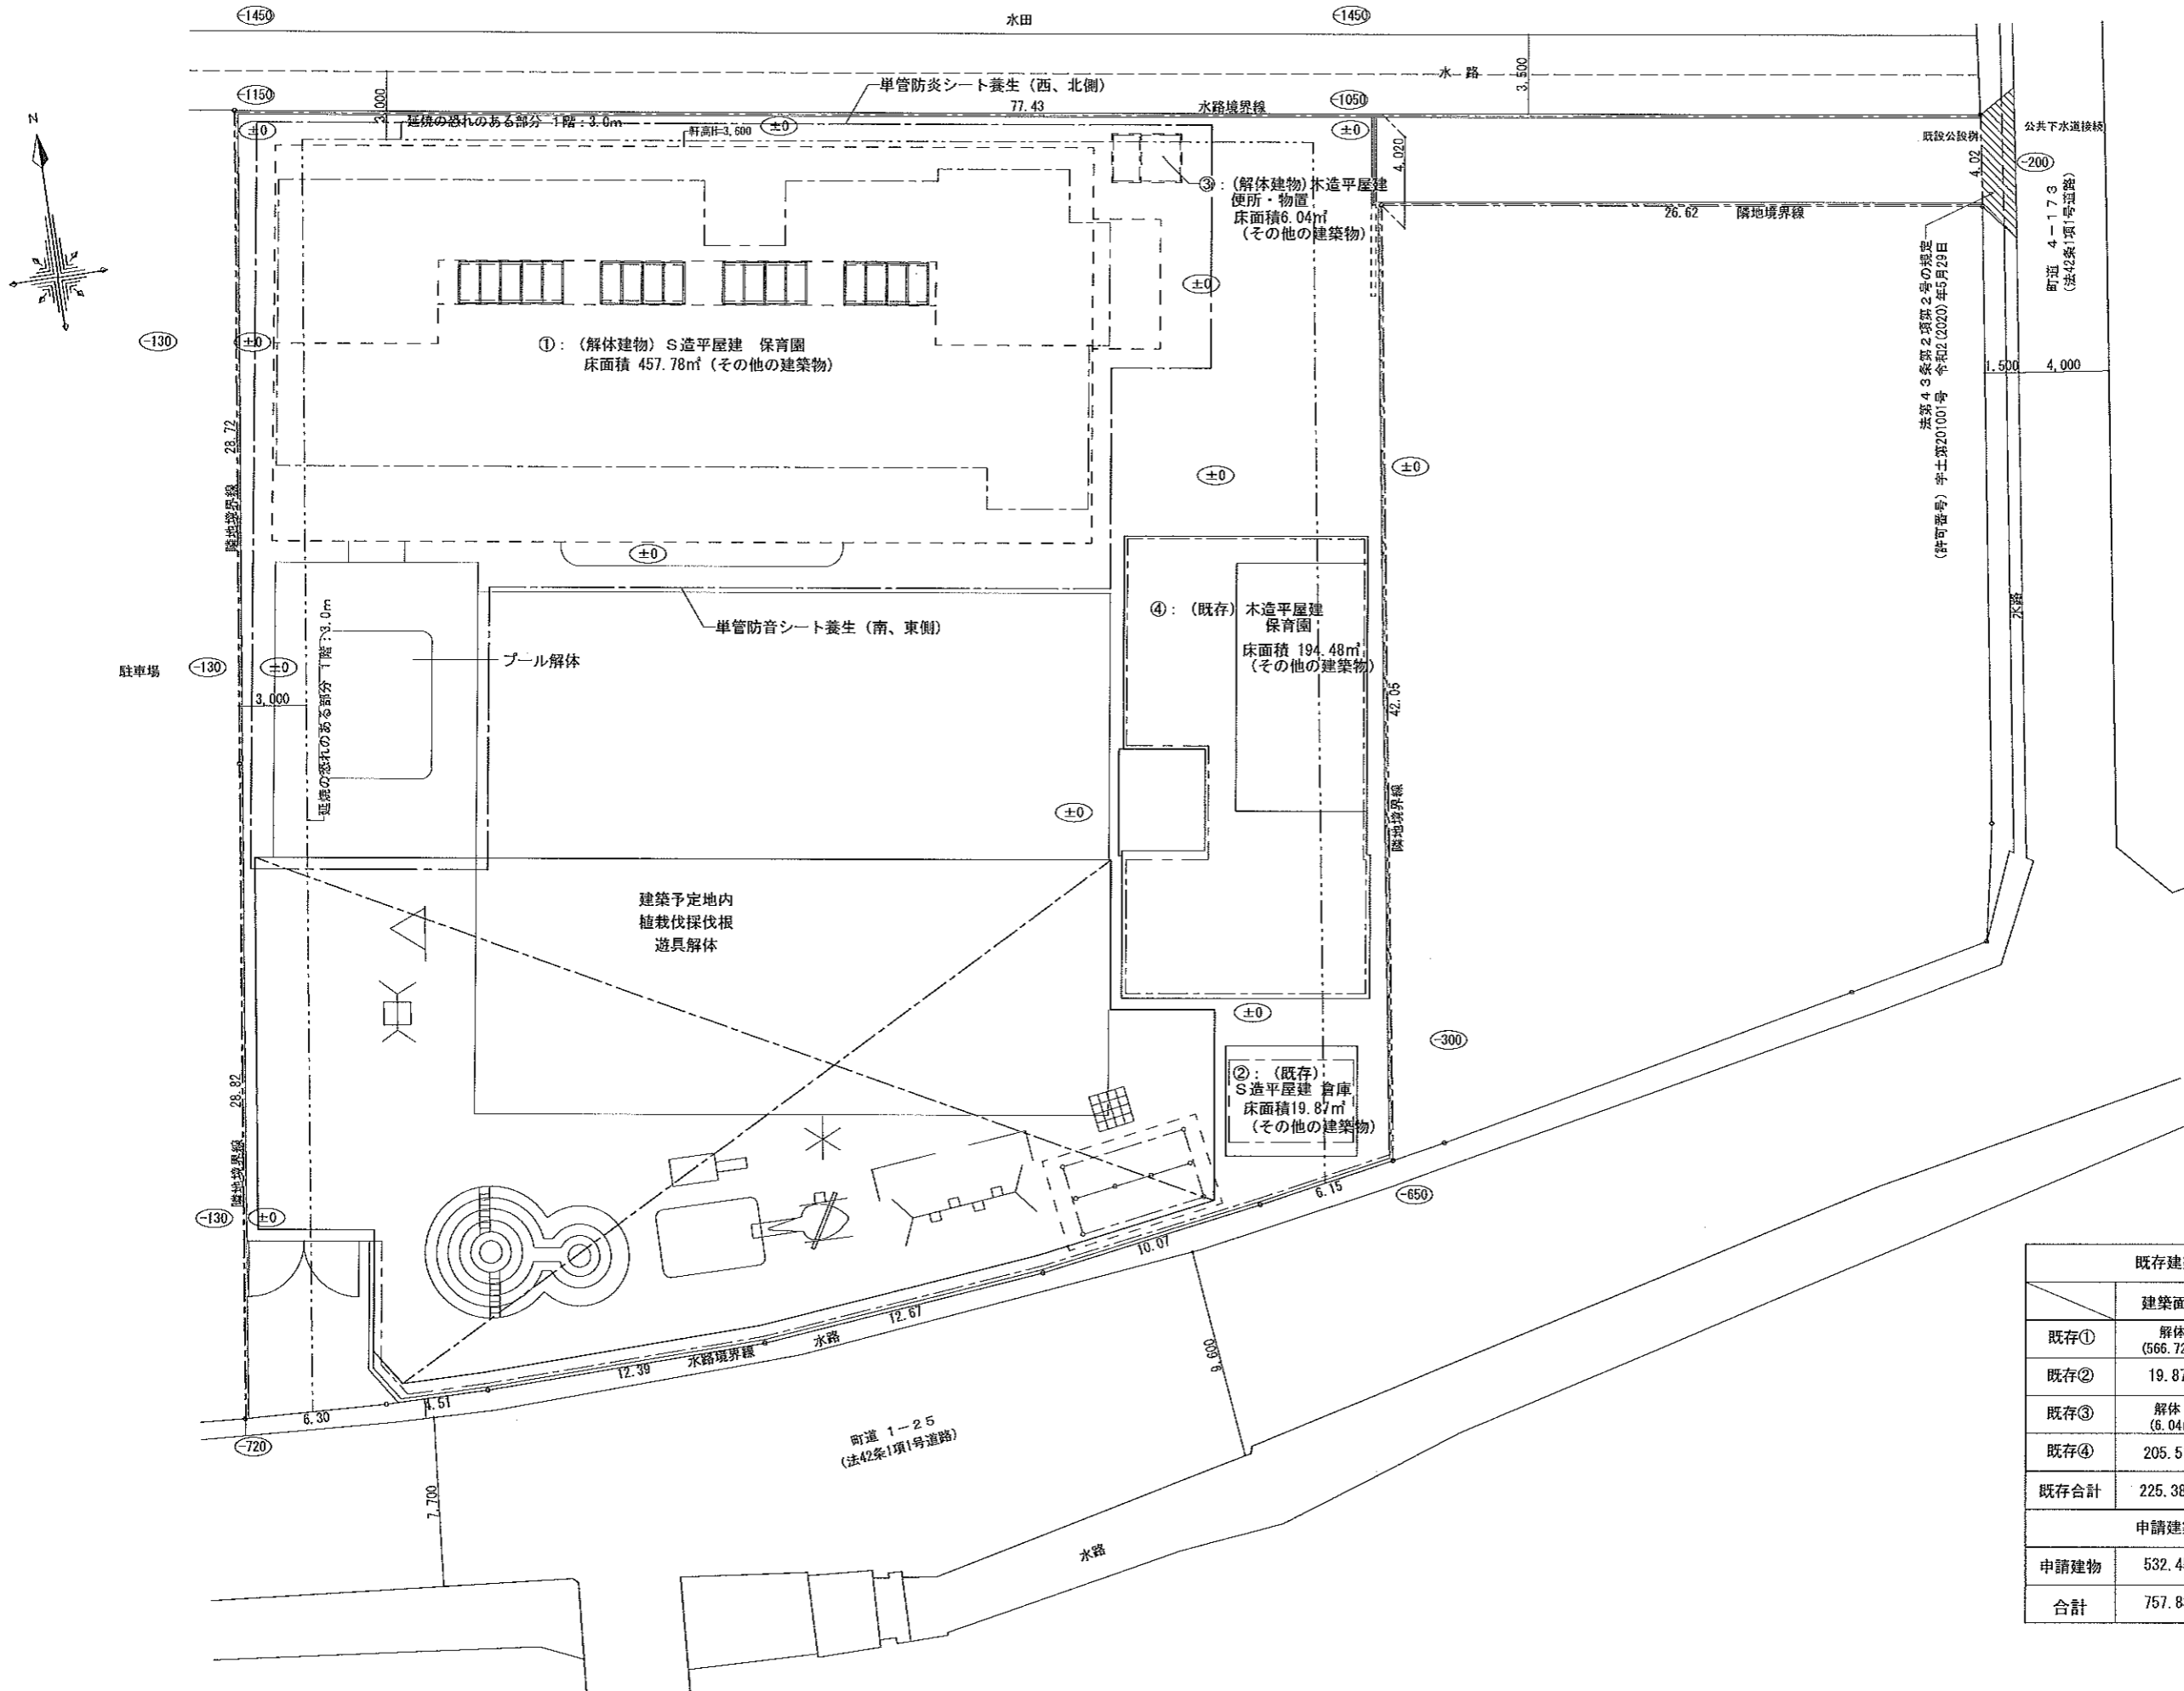 -1450
水田
-1450
水路
3,500
単管防炎シート養生（西、北側）
-1150
3,000
77.43
水路境界線
-1050
N
±0
延焼の恐れのある部分 1階：3.0m
軒高H=3,600
±0
±0
既設公設桝
公共下水道接続
-200
4.02
4,020
③：(解体建物) 木造平屋建
便所・物置
床面積6.04㎡
（その他の建築物）
26.62
隣地境界線
町道 4－173
(法42条1項1号道路)
法第43条第2項第2号の規定
(許可番号) 宇土第201001号 令和2(2020)年5月29日
±0
-130
±0
①：（解体建物）S造平屋建 保育園
床面積 457.78㎡（その他の建築物）
1,500
4,000
28.72
隣地境界線
±0
±0
±0
水路
④：（既存）木造平屋建
保育園
床面積 194.48㎡
（その他の建築物）
単管防音シート養生（南、東側）
プール解体
駐車場
-130
±0
3,000
延焼の恐れのある部分 1階：3.0m
42.05
隣地境界線
±0
建築予定地内
植栽伐採伐根
遊具解体
±0
-300
②：（既存）
S造平屋建 倉庫
床面積19.87㎡
（その他の建築物）
28.82
隣地境界線
-130
±0
6.15
-650
10.07
12.67
水路
水路境界線
12.39
4.51
6.30
-720
6,600
町道 1－25
(法42条1項1号道路)
7,700
水路
既存建
建築面
既存① 解体
(566.72
既存② 19.87
既存③ 解体
(6.04
既存④ 205.5
既存合計 225.38
申請建
申請建物 532.4
合計 757.8